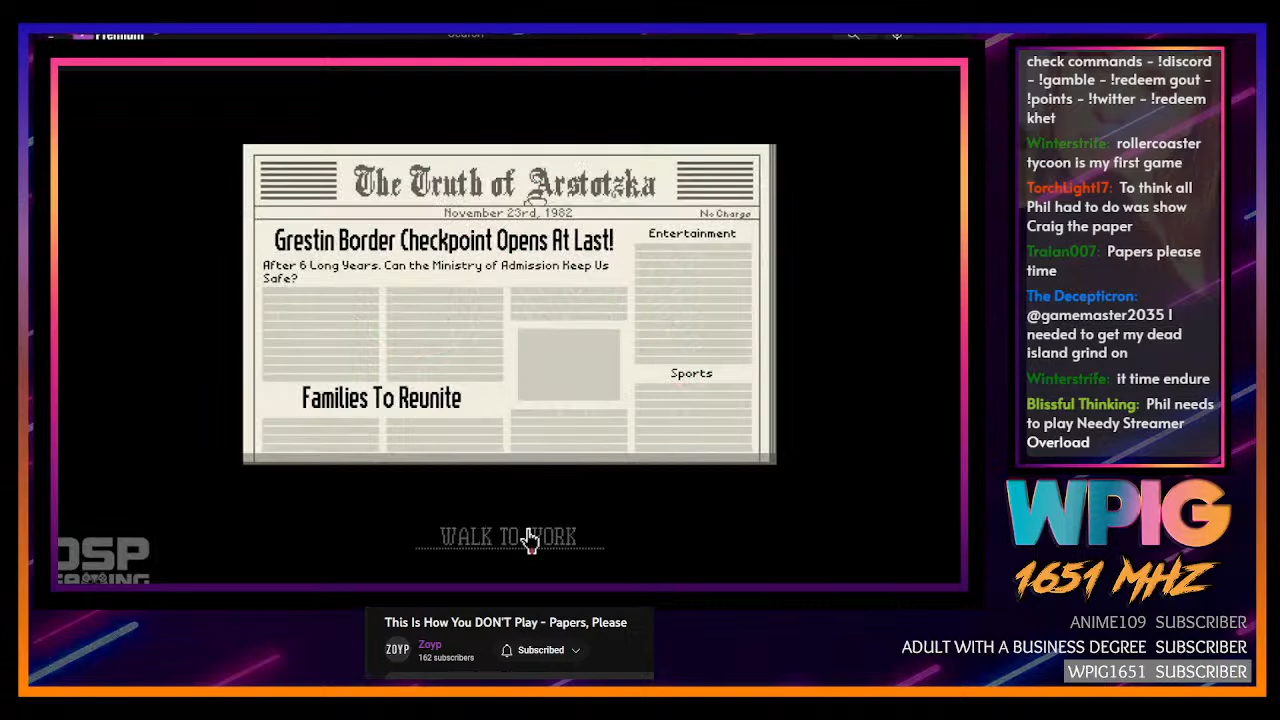 Premium
Search
The Truth of Arstotzka
November 23rd, 1982
No Charge
Grestin Border Checkpoint Opens At Last!
After 6 Long Years. Can the Ministry of Admission Keep Us
Safe?
Families To Reunite
Entertainment
Sports
WALK TO WORK
DSP
GAMING
This Is How You DON'T Play - Papers, Please
ZOYP
Zoyp
162 subscribers
Subscribed
check commands - !discord
- !gamble - !redeem gout -
!points - !twitter - !redeem
khet
Winterstrife: rollercoaster
tycoon is my first game
TorchLight17: To think all
Phil had to do was show
Craig the paper
Tralan007: Papers please
time
The Decepticron:
@gamemaster2035 I
needed to get my dead
island grind on
Winterstrife: it time endure
Blissful Thinking: Phil needs
to play Needy Streamer
Overload
WPIG
1651 MHZ
ANIME109 SUBSCRIBER
ADULT WITH A BUSINESS DEGREE SUBSCRIBER
WPIG1651 SUBSCRIBER